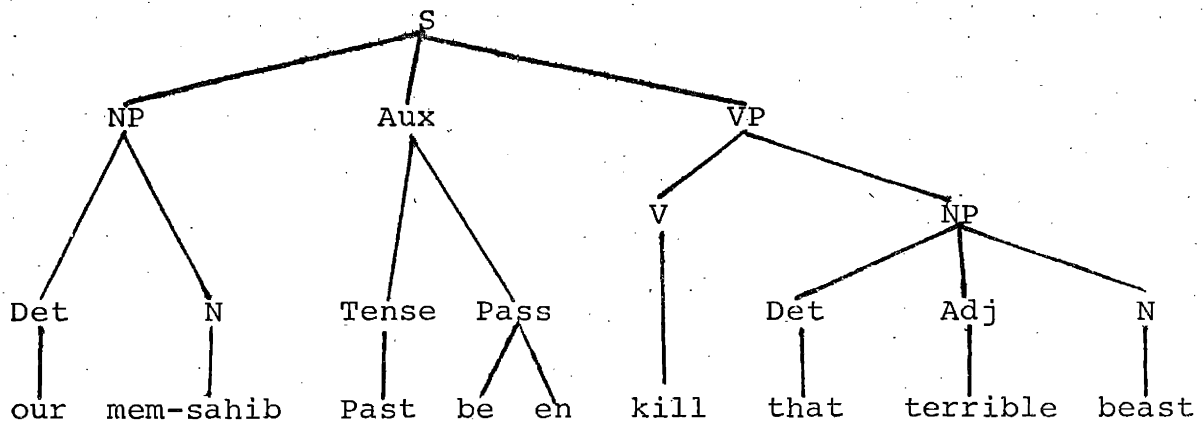 S
NP Aux VP
V NP
Det N Tense Pass Det Adj N
our mem-sahib Past be en kill that terrible beast